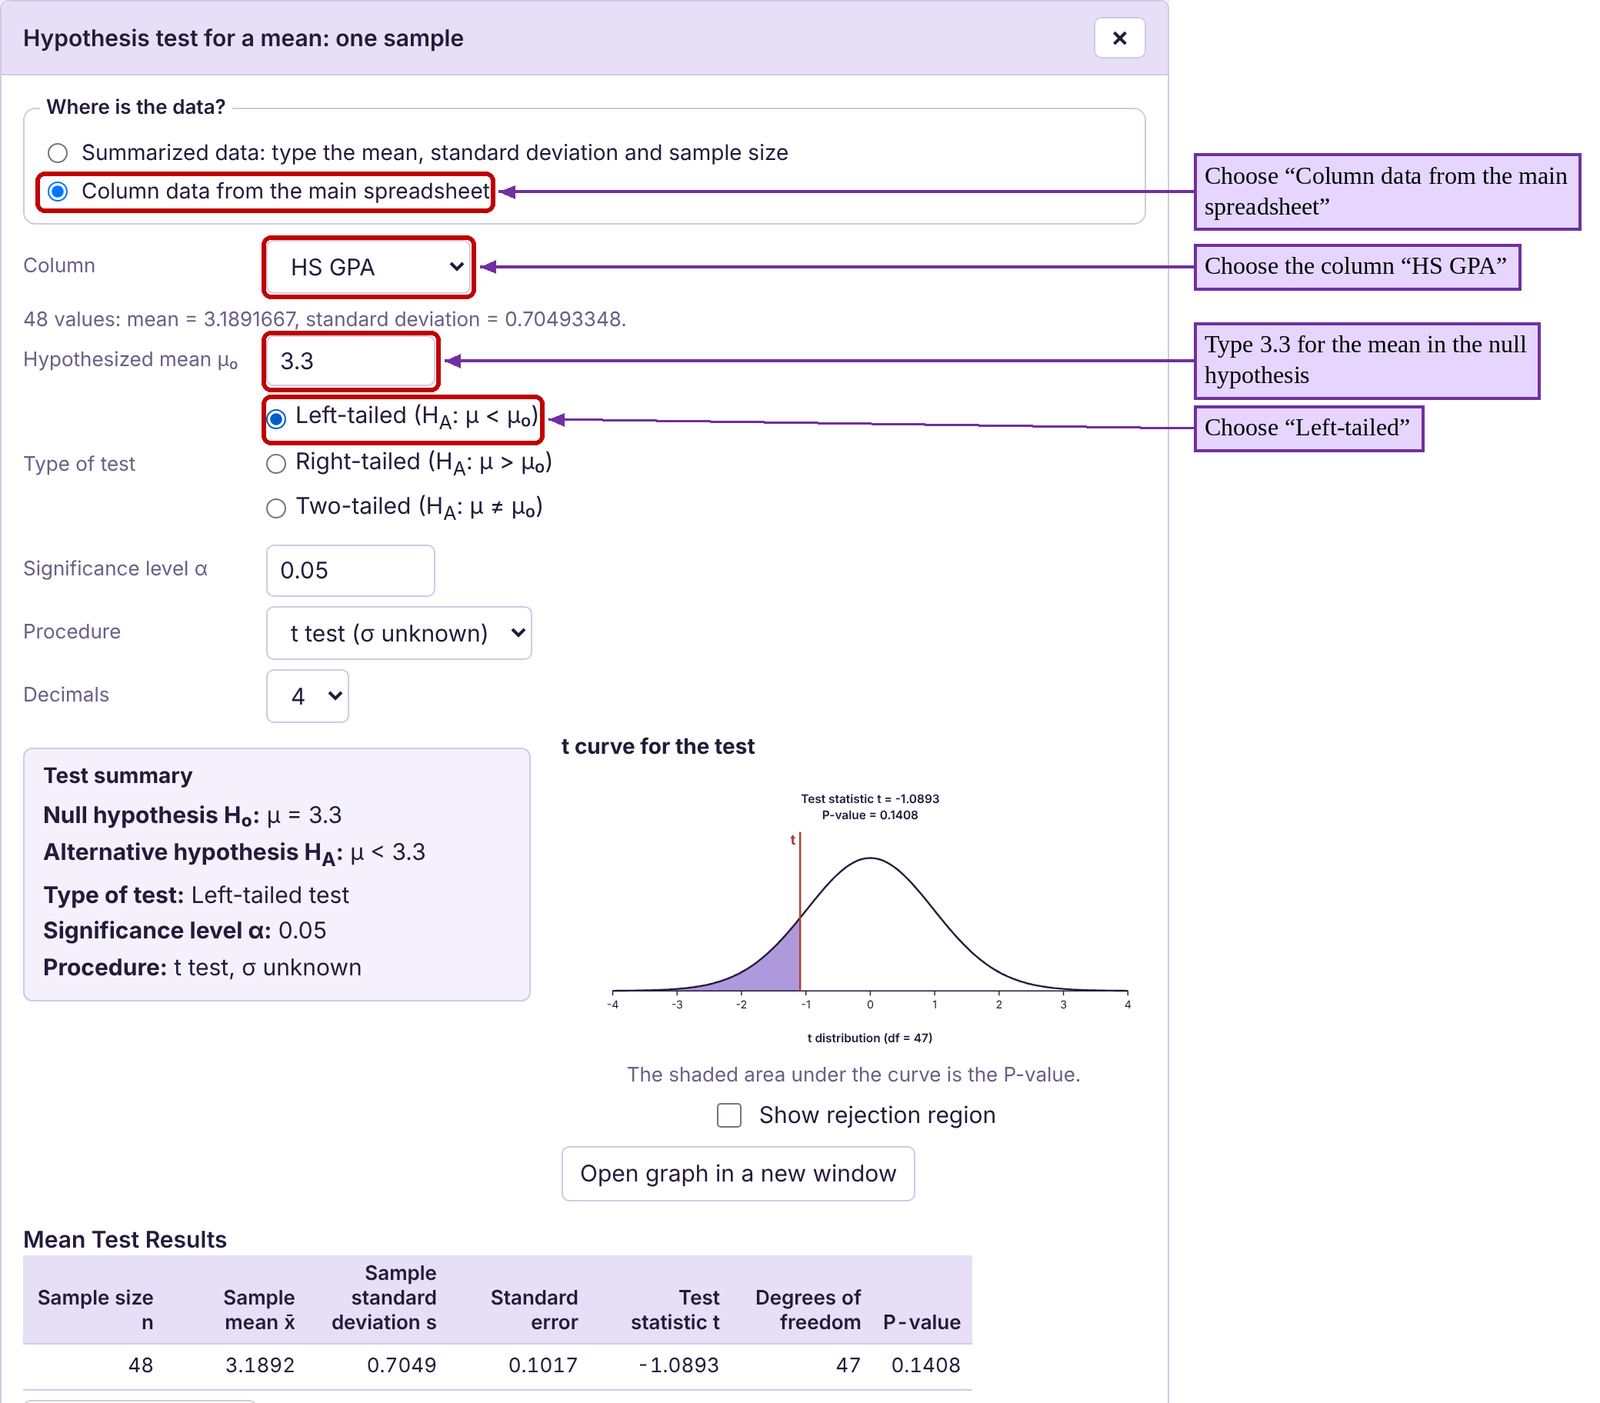 Hypothesis test for a mean: one sample
×
Where is the data?
Summarized data: type the mean, standard deviation and sample size
Column data from the main spreadsheet
Choose “Column data from the main
spreadsheet”
Column
HS GPA
Choose the column “HS GPA”
48 values: mean = 3.1891667, standard deviation = 0.70493348.
Hypothesized mean μ₀
3.3
Type 3.3 for the mean in the null
hypothesis
Type of test
Left-tailed (H_A: μ < μ₀)
Choose “Left-tailed”
Right-tailed (H_A: μ > μ₀)
Two-tailed (H_A: μ ≠ μ₀)
Significance level α
0.05
Procedure
t test (σ unknown)
Decimals
4
Test summary
Null hypothesis H₀: μ = 3.3
Alternative hypothesis H_A: μ < 3.3
Type of test: Left-tailed test
Significance level α: 0.05
Procedure: t test, σ unknown
t curve for the test
Test statistic t = -1.0893
P-value = 0.1408
t
-4 -3 -2 -1 0 1 2 3 4
t distribution (df = 47)
The shaded area under the curve is the P-value.
Show rejection region
Open graph in a new window
Mean Test Results
Sample size n | Sample mean x̄ | Sample standard deviation s | Standard error | Test statistic t | Degrees of freedom | P-value
48 3.1892 0.7049 0.1017 -1.0893 47 0.1408